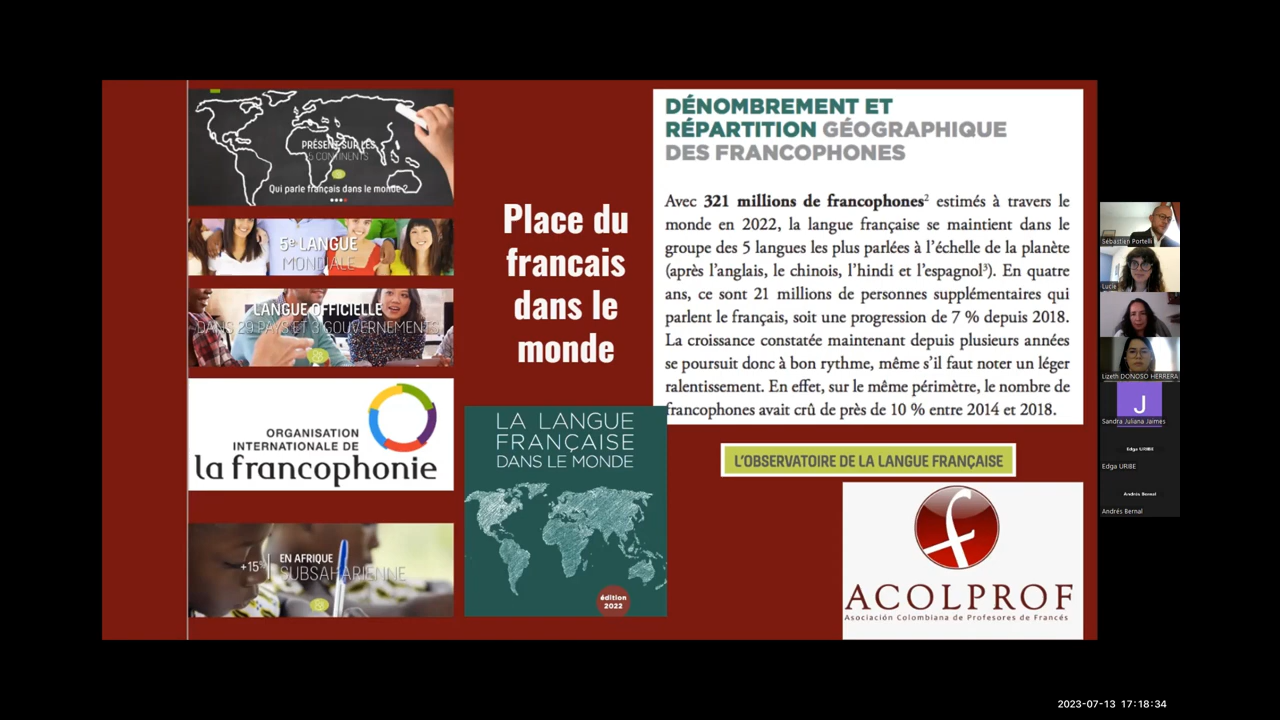 PRÉSENT SUR LES
5 CONTINENTS
Qui parle français dans le monde ?
5e LANGUE
MONDIALE
LANGUE OFFICIELLE
DANS 29 PAYS ET 3 GOUVERNEMENTS
ORGANISATION
INTERNATIONALE DE
la francophonie
+15%
EN AFRIQUE
SUBSAHARIENNE
Place du
francais
dans le
monde
LA LANGUE
FRANÇAISE
DANS LE MONDE
édition
2022
DÉNOMBREMENT ET
RÉPARTITION GÉOGRAPHIQUE
DES FRANCOPHONES
Avec 321 millions de francophones² estimés à travers le
monde en 2022, la langue française se maintient dans le
groupe des 5 langues les plus parlées à l'échelle de la planète
(après l'anglais, le chinois, l'hindi et l'espagnol³). En quatre
ans, ce sont 21 millions de personnes supplémentaires qui
parlent le français, soit une progression de 7 % depuis 2018.
La croissance constatée maintenant depuis plusieurs années
se poursuit donc à bon rythme, même s'il faut noter un léger
ralentissement. En effet, sur le même périmètre, le nombre de
francophones avait crû de près de 10 % entre 2014 et 2018.
L'OBSERVATOIRE DE LA LANGUE FRANÇAISE
ACOLPROF
Asociación Colombiana de Profesores de Francés
Sébastien Portelli
Lucie
Lizeth DONOSO HERRERA
J
Sandra Juliana Jaimes
Edga URIBE
Edga URIBE
Andrés Bernal
Andrés Bernal
2023-07-13 17:18:34